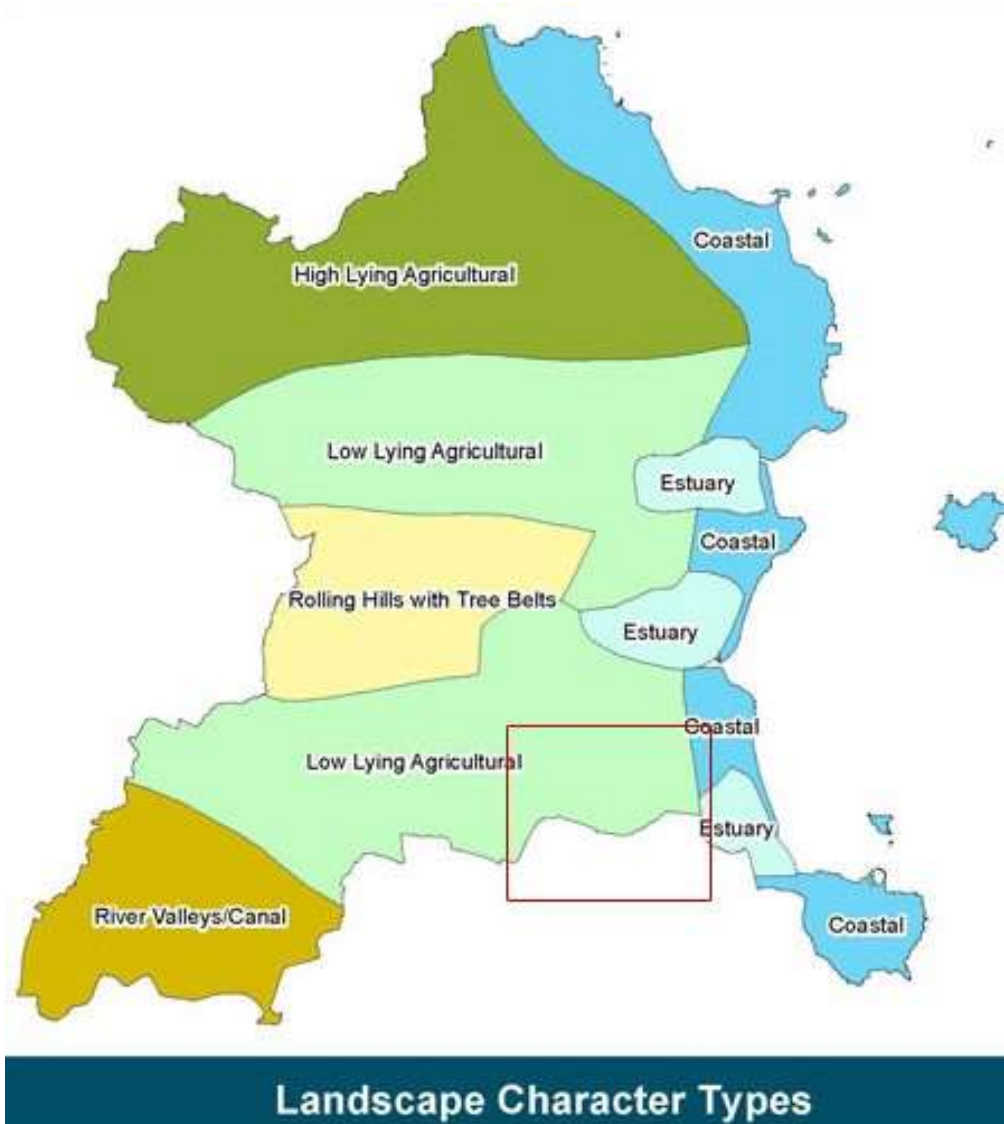 Coastal
High Lying Agricultural
Low Lying Agricultural
Estuary
Coastal
Rolling Hills with Tree Belts
Estuary
Coastal
Low Lying Agricultural
Estuary
River Valleys/Canal
Coastal
Landscape Character Types